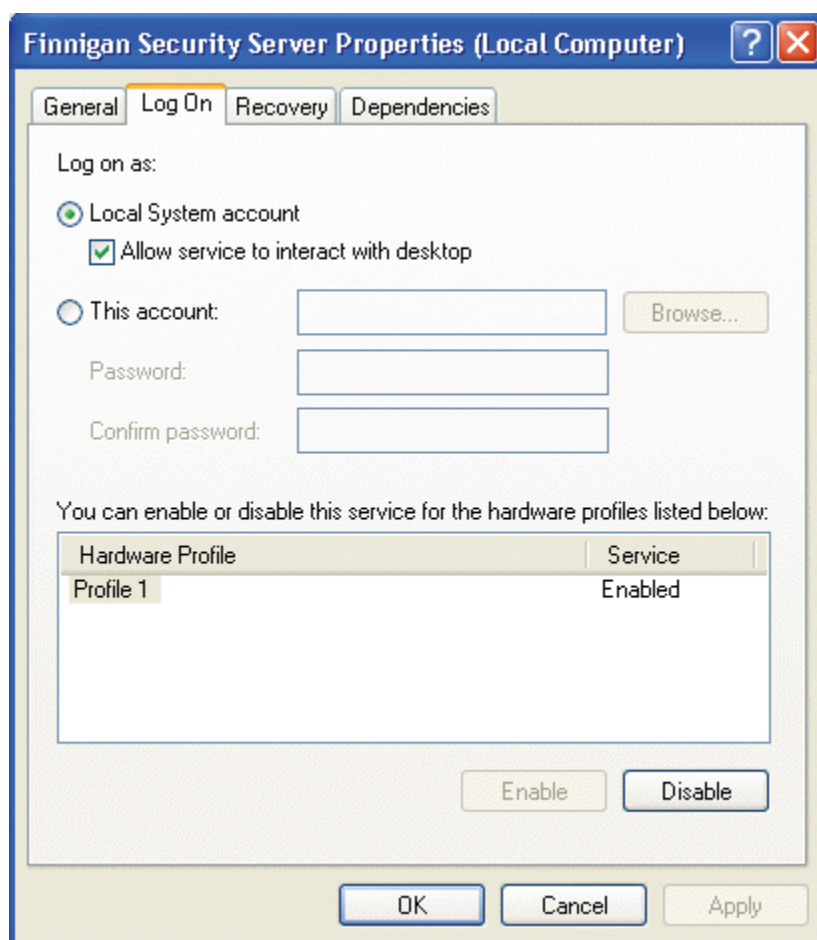 Finnigan Security Server Properties (Local Computer) ?
General Log On Recovery Dependencies
Log on as:
Local System account
Allow service to interact with desktop
This account: Browse...
Password:
Confirm password:
You can enable or disable this service for the hardware profiles listed below:
Hardware Profile Service
Profile 1 Enabled
Enable Disable
OK Cancel Apply